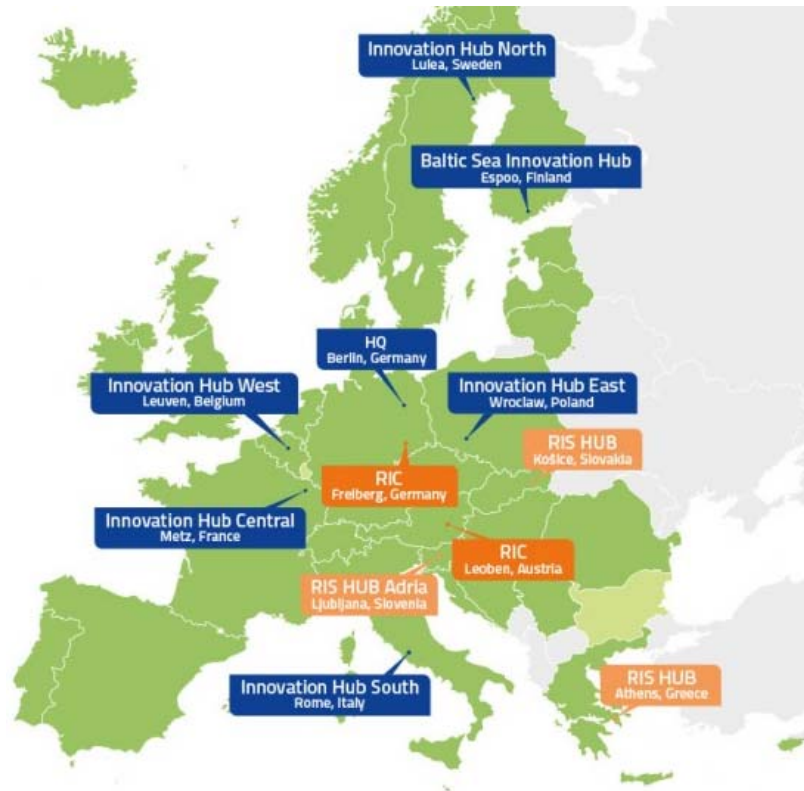 Innovation Hub North
Lulea, Sweden
Baltic Sea Innovation Hub
Espoo, Finland
HQ
Berlin, Germany
Innovation Hub West
Leuven, Belgium
Innovation Hub East
Wroclaw, Poland
RIS HUB
Košice, Slovakia
RIC
Freiberg, Germany
Innovation Hub Central
Metz, France
RIC
Leoben, Austria
RIS HUB Adria
Ljubljana, Slovenia
Innovation Hub South
Rome, Italy
RIS HUB
Athens, Greece